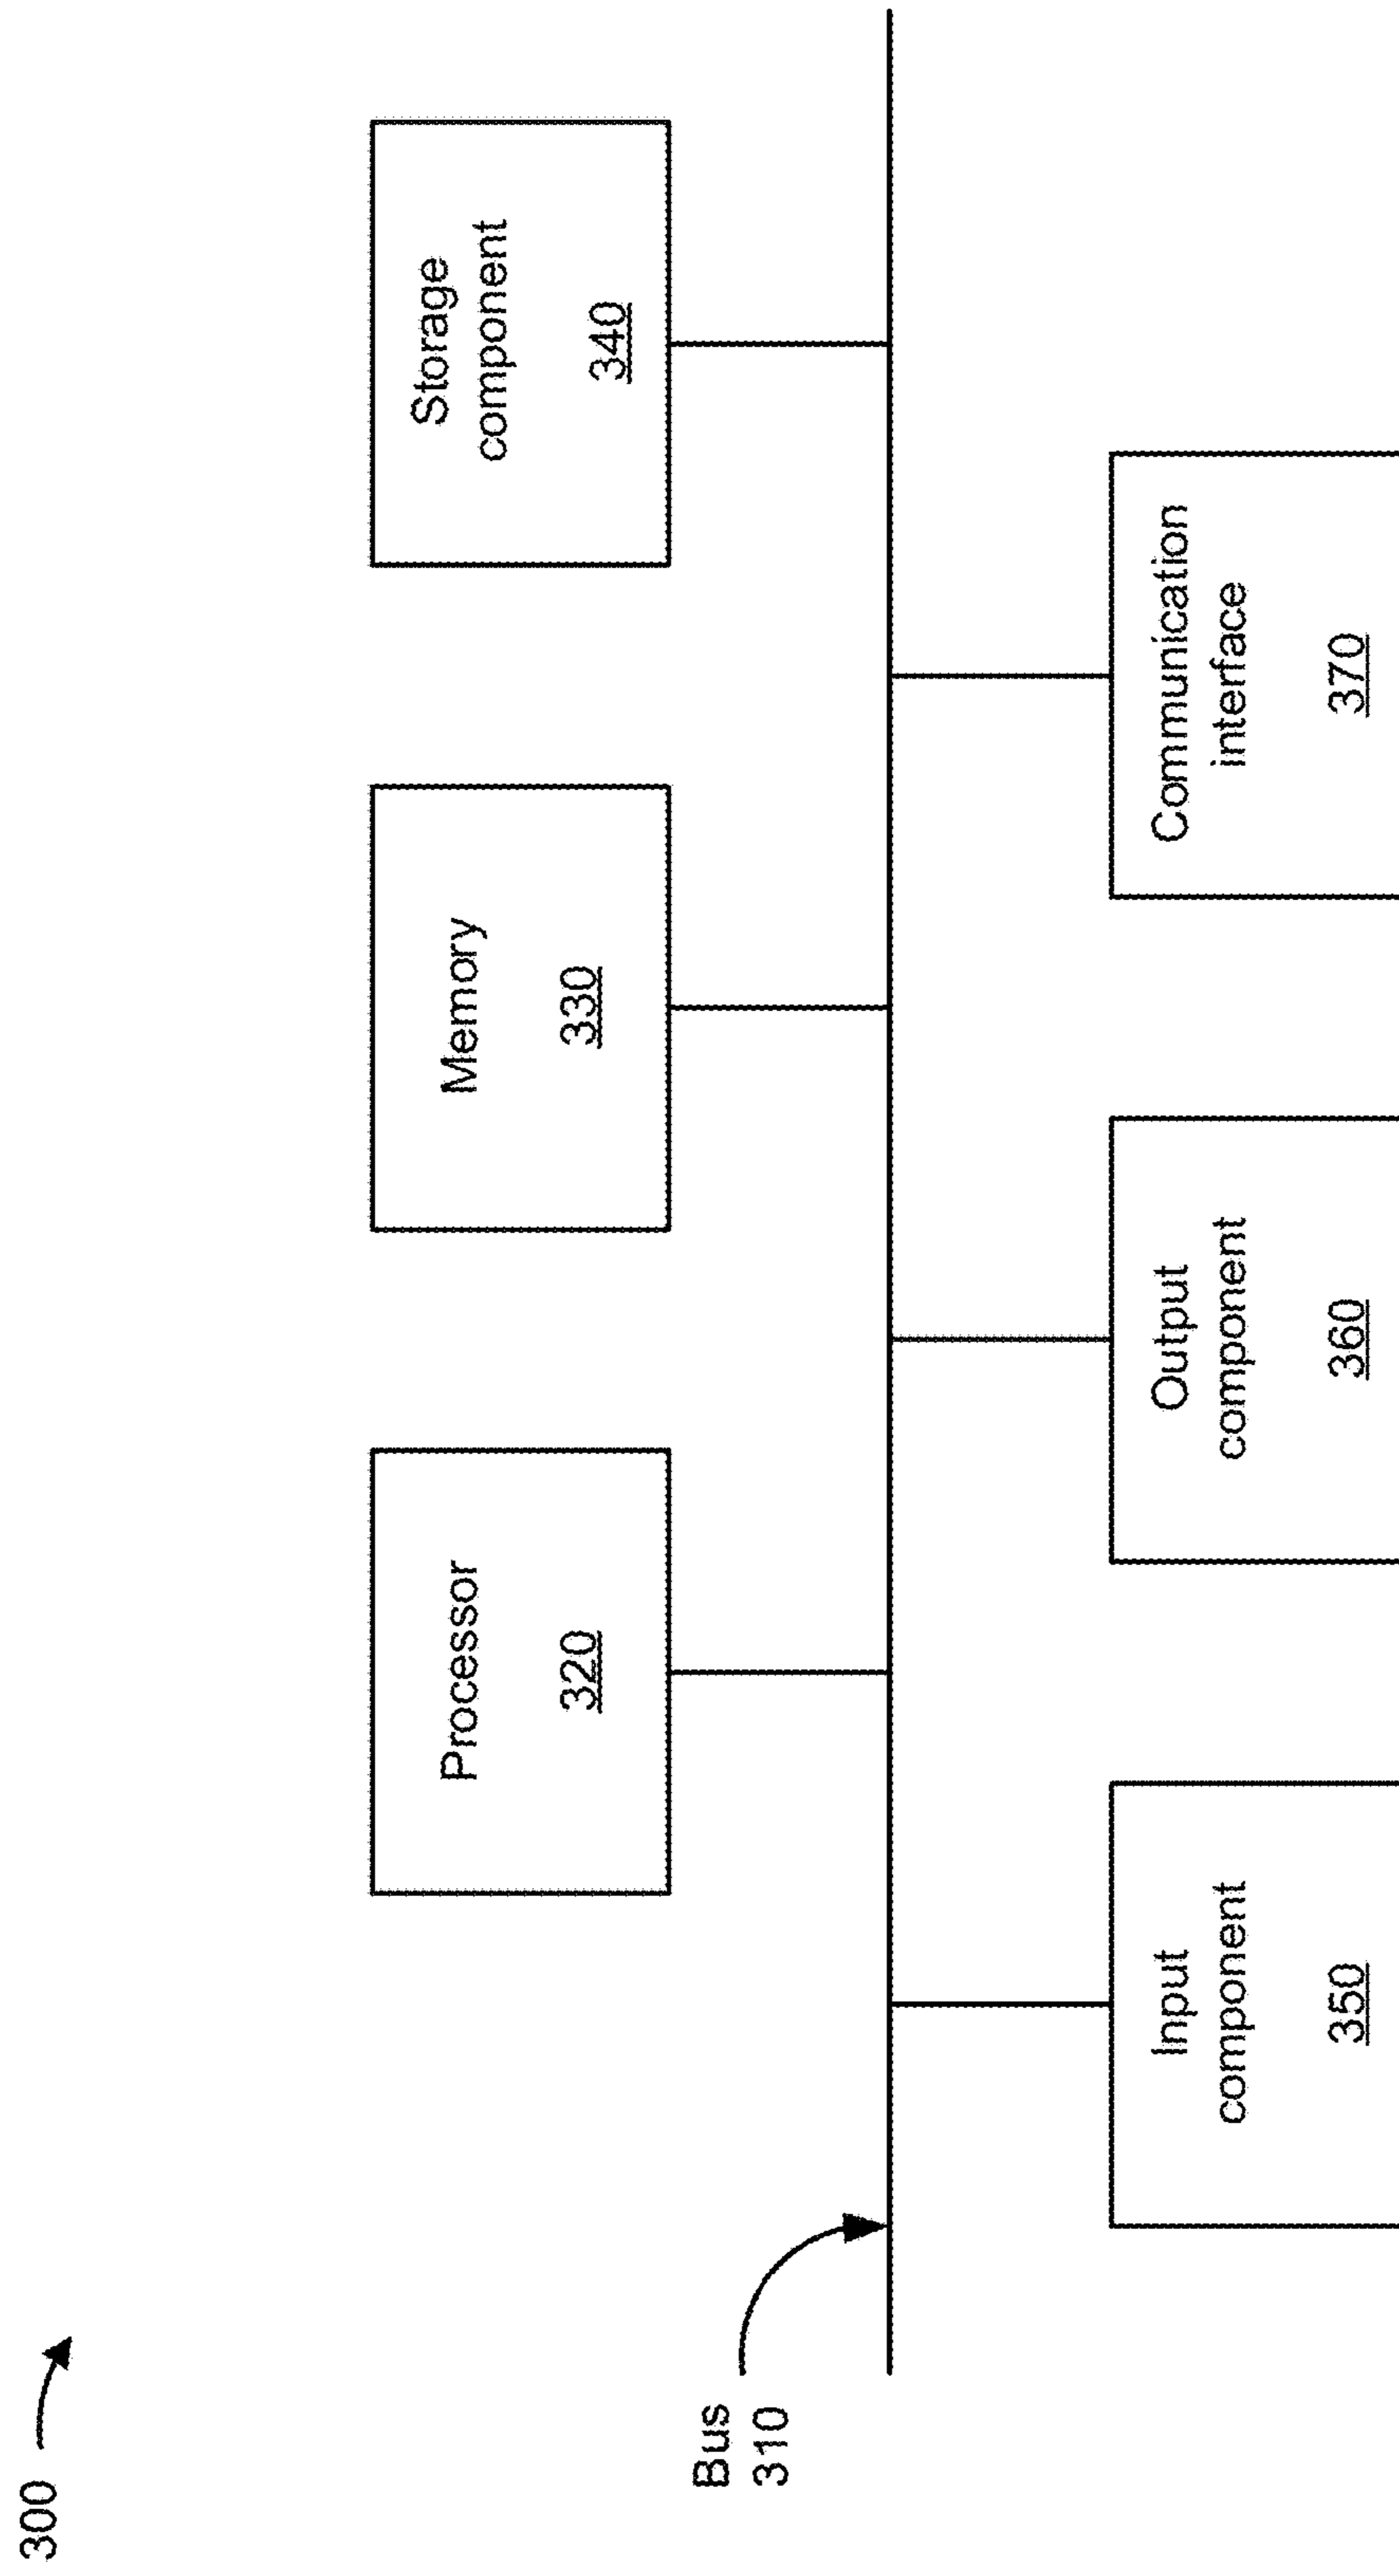 300
Bus
310
Processor
320
Memory
330
Storage
component
340
Input
component
350
Output
component
360
Communication
interface
370